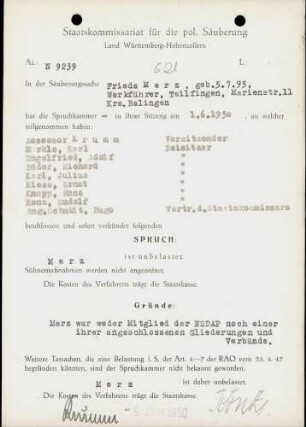 Staatskommissariat für die pol. Säuberung
Land Württemberg-Hohenzollern
Az.: N 9239
621
L
In der Säuberungssache Frieda Merz, geb.5.7.95,
Werkführer, Tailfingen, Marienstr.11
Krs.Balingen
hat die Spruchkammer in ihrer Sitzung am 1.6.1950 an welcher
teilgenommen haben:
Assessor Krumm Vorsitzender
Märkle, Karl Beisitzer
Engelfried, Adolf "
Bader, Richard "
Karl, Julius "
Kiess, Ernst "
Knapp, Hans "
Koch, Rudolf "
Ang.Schmidt, Hugo Vertr.d.Staatskommissars
beschlossen und sofort verkündet folgenden
SPRUCH:
Merz
ist unbelastet.
Sühnemaßnahmen werden nicht angeordnet.
Die Kosten des Verfahrens trägt die Staatskasse.
Gründe:
Merz war weder Mitglied der NSDAP noch einer
ihrer angeschlossenen Gliederungen und
Verbände.
Weitere Tatsachen, die eine Belastung i. S. der Art. 4—7 der RAO vom 25. 4. 47
begründen könnten, sind der Spruchkammer nicht bekannt geworden.
Merz ist daher unbelastet.
Die Kosten des Verfahrens trägt die Staatskasse.
Krumm
1950